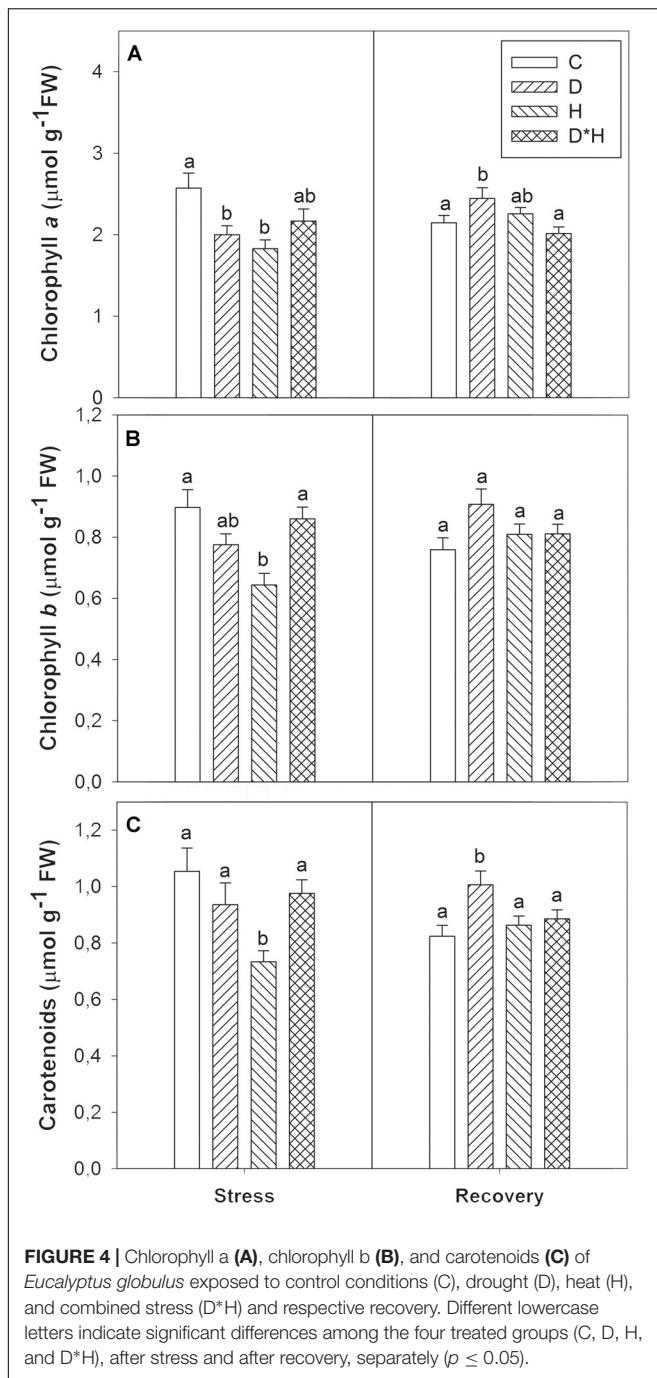 A
Chlorophyll a (μmol g-1FW)
4
3
2
1
0
a b b ab
a b ab a
C
D
H
D*H
B
Chlorophyll b (μmol g-1 FW)
1,2
1,0
0,8
0,6
0,4
0,2
0,0
a ab b a
a a a a
C
Carotenoids (μmol g-1 FW)
1,2
1,0
0,8
0,6
0,4
0,2
0,0
a a b a
a b a a
Stress Recovery
FIGURE 4 | Chlorophyll a (A), chlorophyll b (B), and carotenoids (C) of
Eucalyptus globulus exposed to control conditions (C), drought (D), heat (H),
and combined stress (D*H) and respective recovery. Different lowercase
letters indicate significant differences among the four treated groups (C, D, H,
and D*H), after stress and after recovery, separately (p ≤ 0.05).